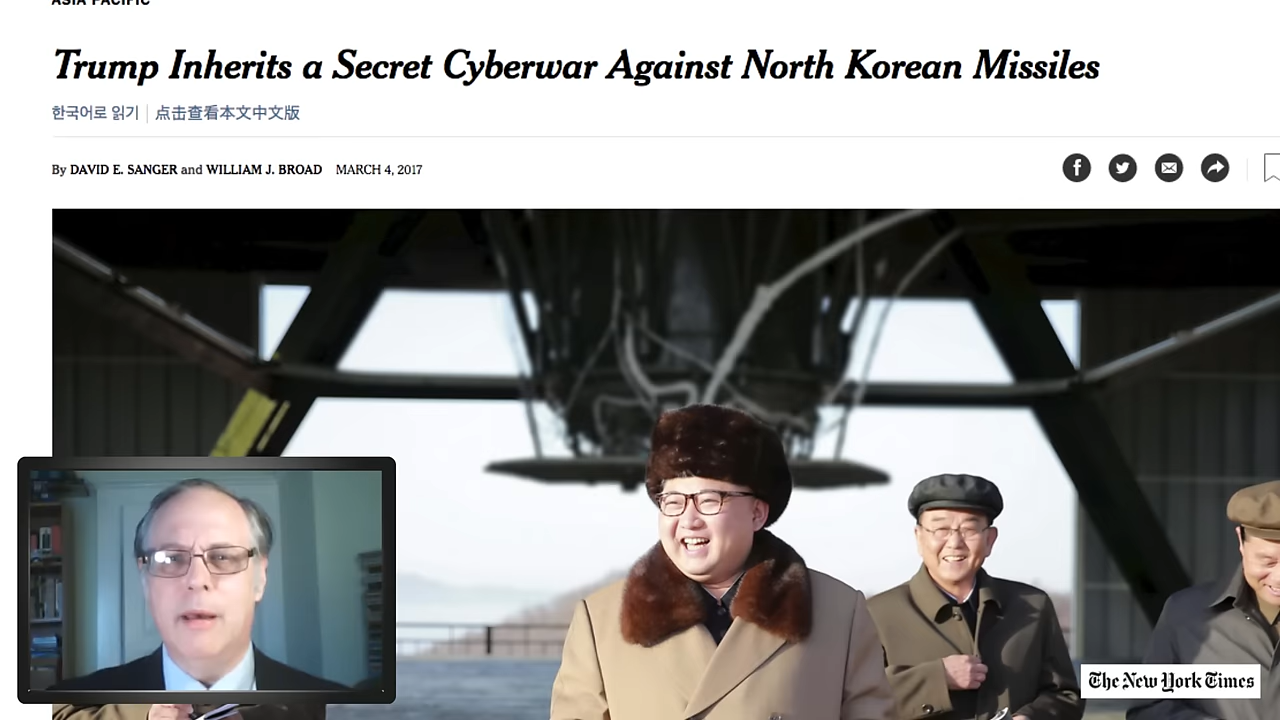 ASIA PACIFIC
Trump Inherits a Secret Cyberwar Against North Korean Missiles
한국어로 읽기 | 点击查看本文中文版
By DAVID E. SANGER and WILLIAM J. BROAD MARCH 4, 2017
The New York Times